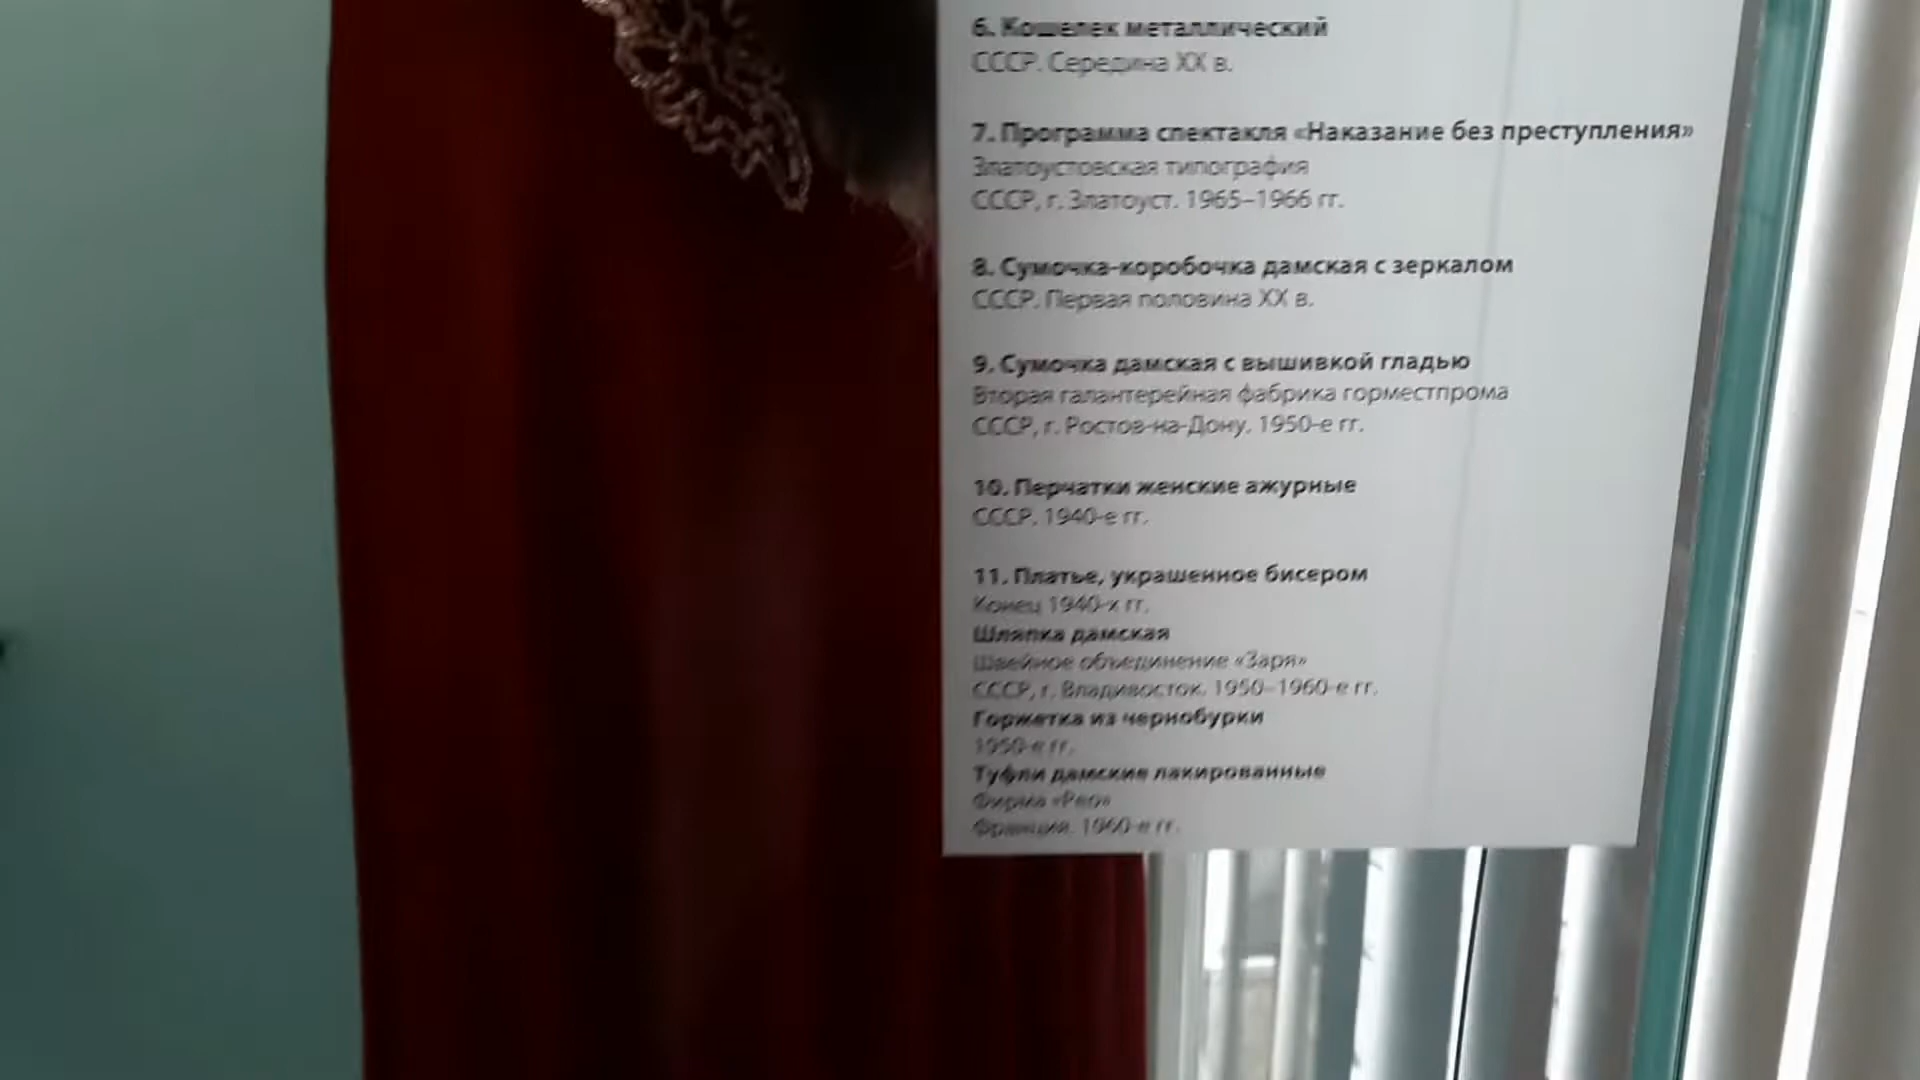 6. Кошелек металлический
СССР. Середина XX в.
7. Программа спектакля «Наказание без преступления»
Златоустовская типография
СССР, г. Златоуст. 1965–1966 гг.
8. Сумочка-коробочка дамская с зеркалом
СССР. Первая половина XX в.
9. Сумочка дамская с вышивкой гладью
Вторая галантерейная фабрика горместпрома
СССР, г. Ростов-на-Дону. 1950-е гг.
10. Перчатки женские ажурные
СССР. 1940-е гг.
11. Платье, украшенное бисером
Конец 1940-х гг.
Шляпка дамская
Швейное объединение «Заря»
СССР, г. Владивосток. 1950–1960-е гг.
Горжетка из чернобурки
1950-е гг.
Туфли дамские лакированные
Фирма
Франция. 1960-е гг.